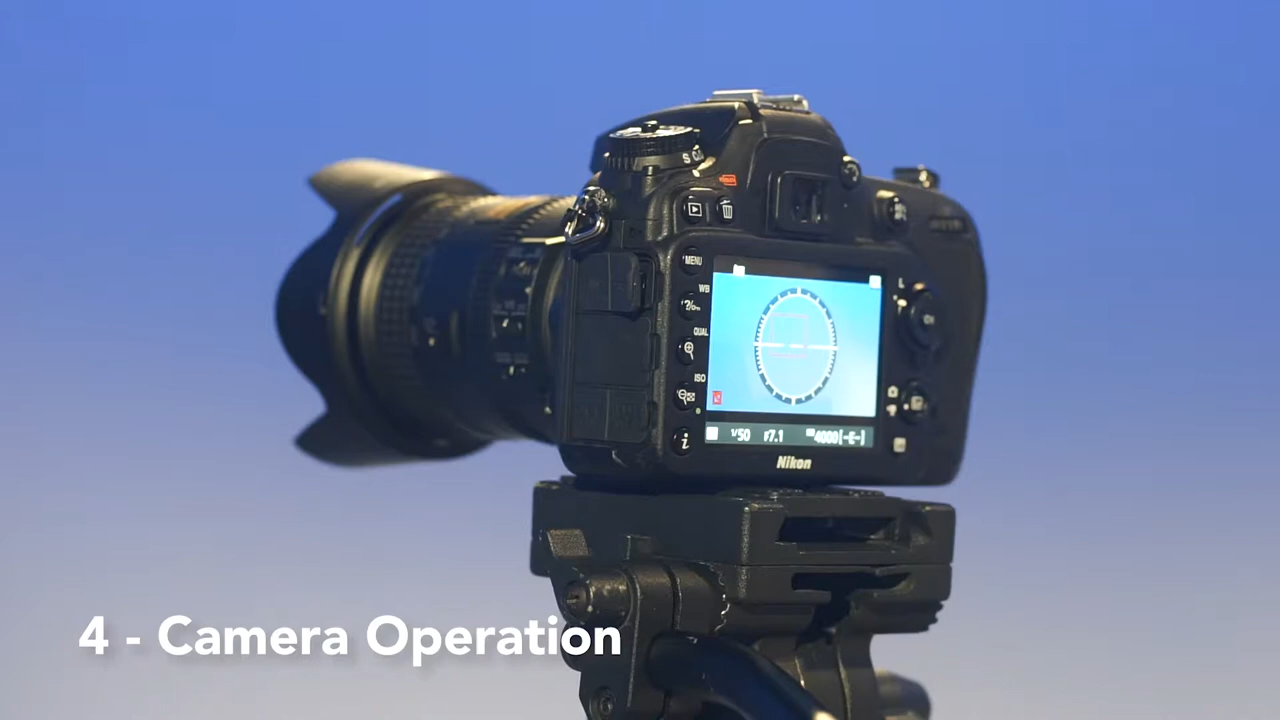 S
MENU
WB
QUAL
ISO
i
L
1/50 F7.1 4000
Nikon
4 - Camera Operation